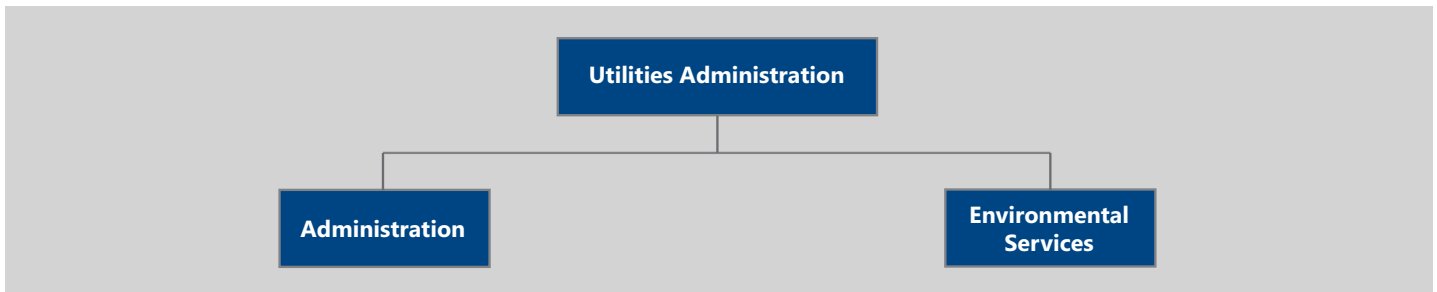 Utilities Administration
Administration
Environmental
Services